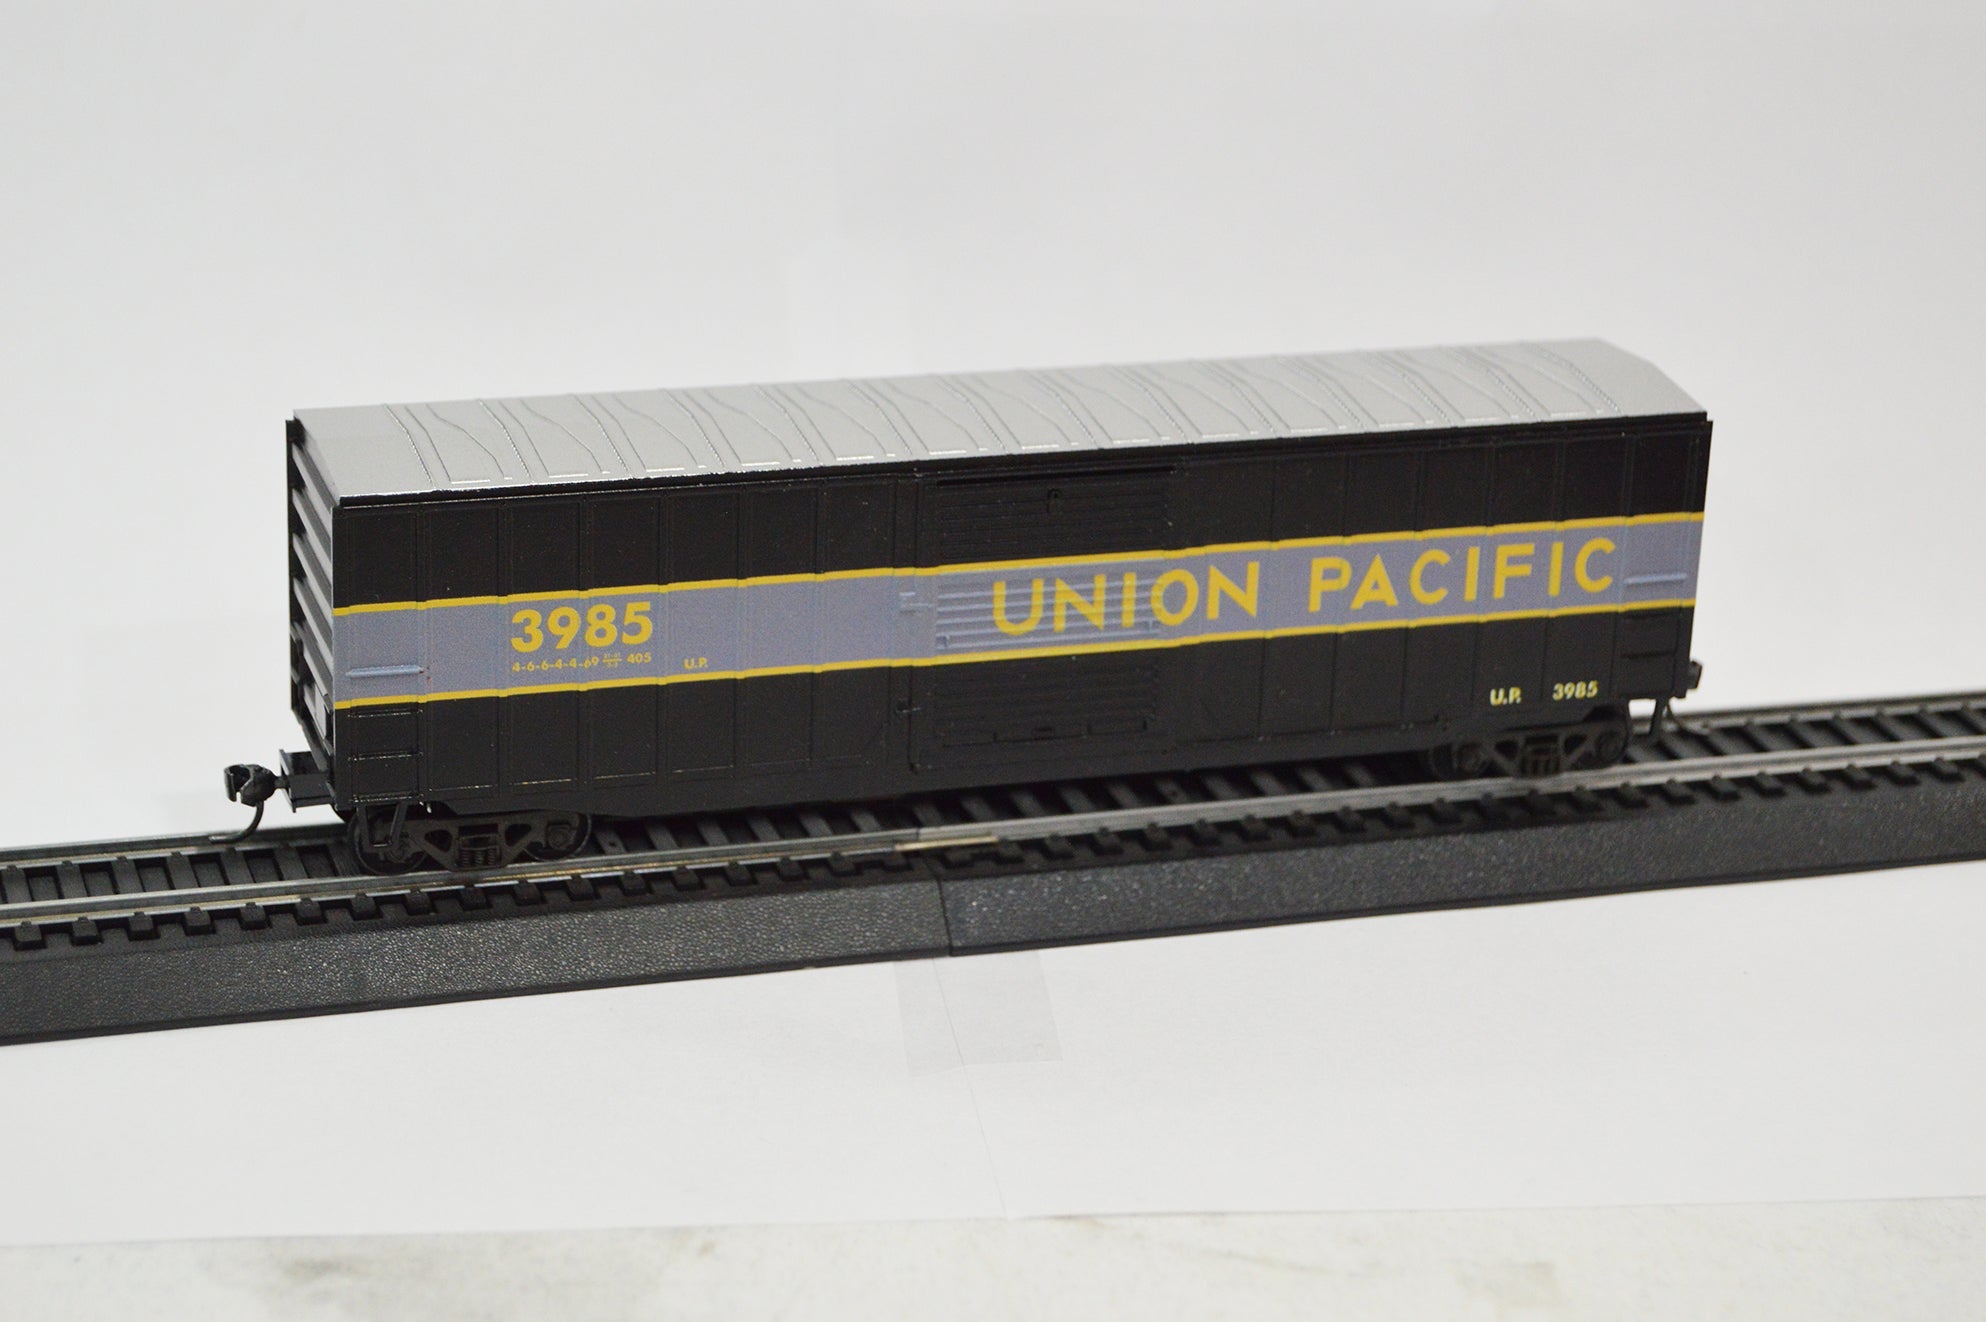 3985
UNION PACIFIC
4-6-6-4-4-69 405 U.P.
U.P. 3985